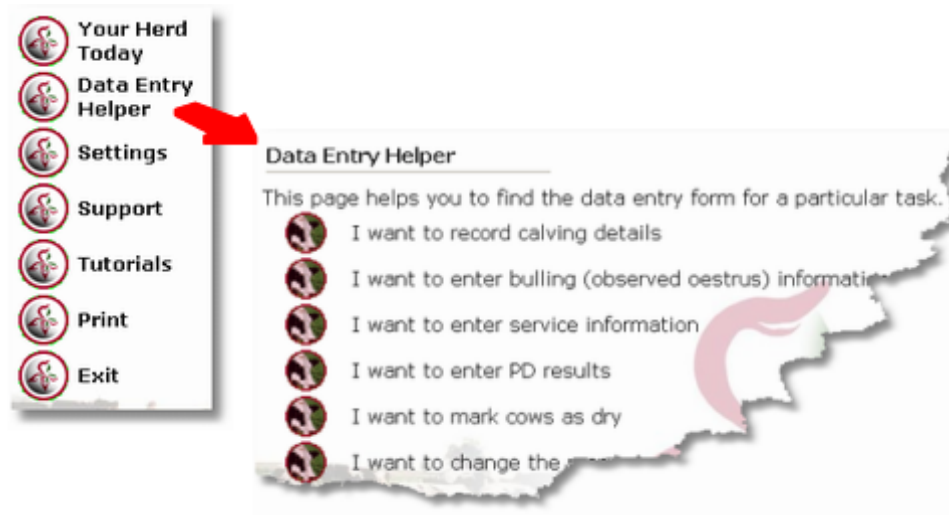 Your Herd
Today
Data Entry
Helper
Settings
Support
Tutorials
Print
Exit
Data Entry Helper
This page helps you to find the data entry form for a particular task.
I want to record calving details
I want to enter bulling (observed oestrus)
I want to enter service information
I want to enter PD results
I want to mark cows as dry
I want to change the